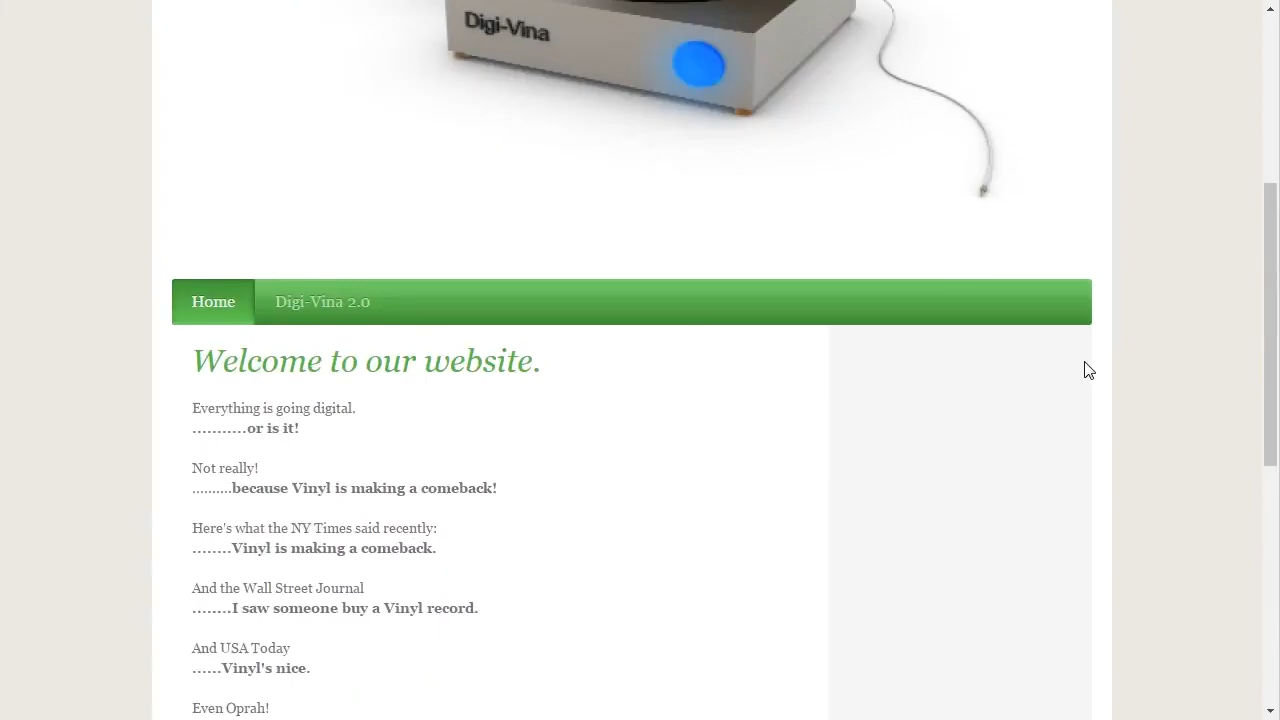 Digi-Vina
Home
Digi-Vina 2.0
Welcome to our website.
Everything is going digital.
...........or is it!
Not really!
..........because Vinyl is making a comeback!
Here's what the NY Times said recently:
........Vinyl is making a comeback.
And the Wall Street Journal
........I saw someone buy a Vinyl record.
And USA Today
......Vinyl's nice.
Even Oprah!